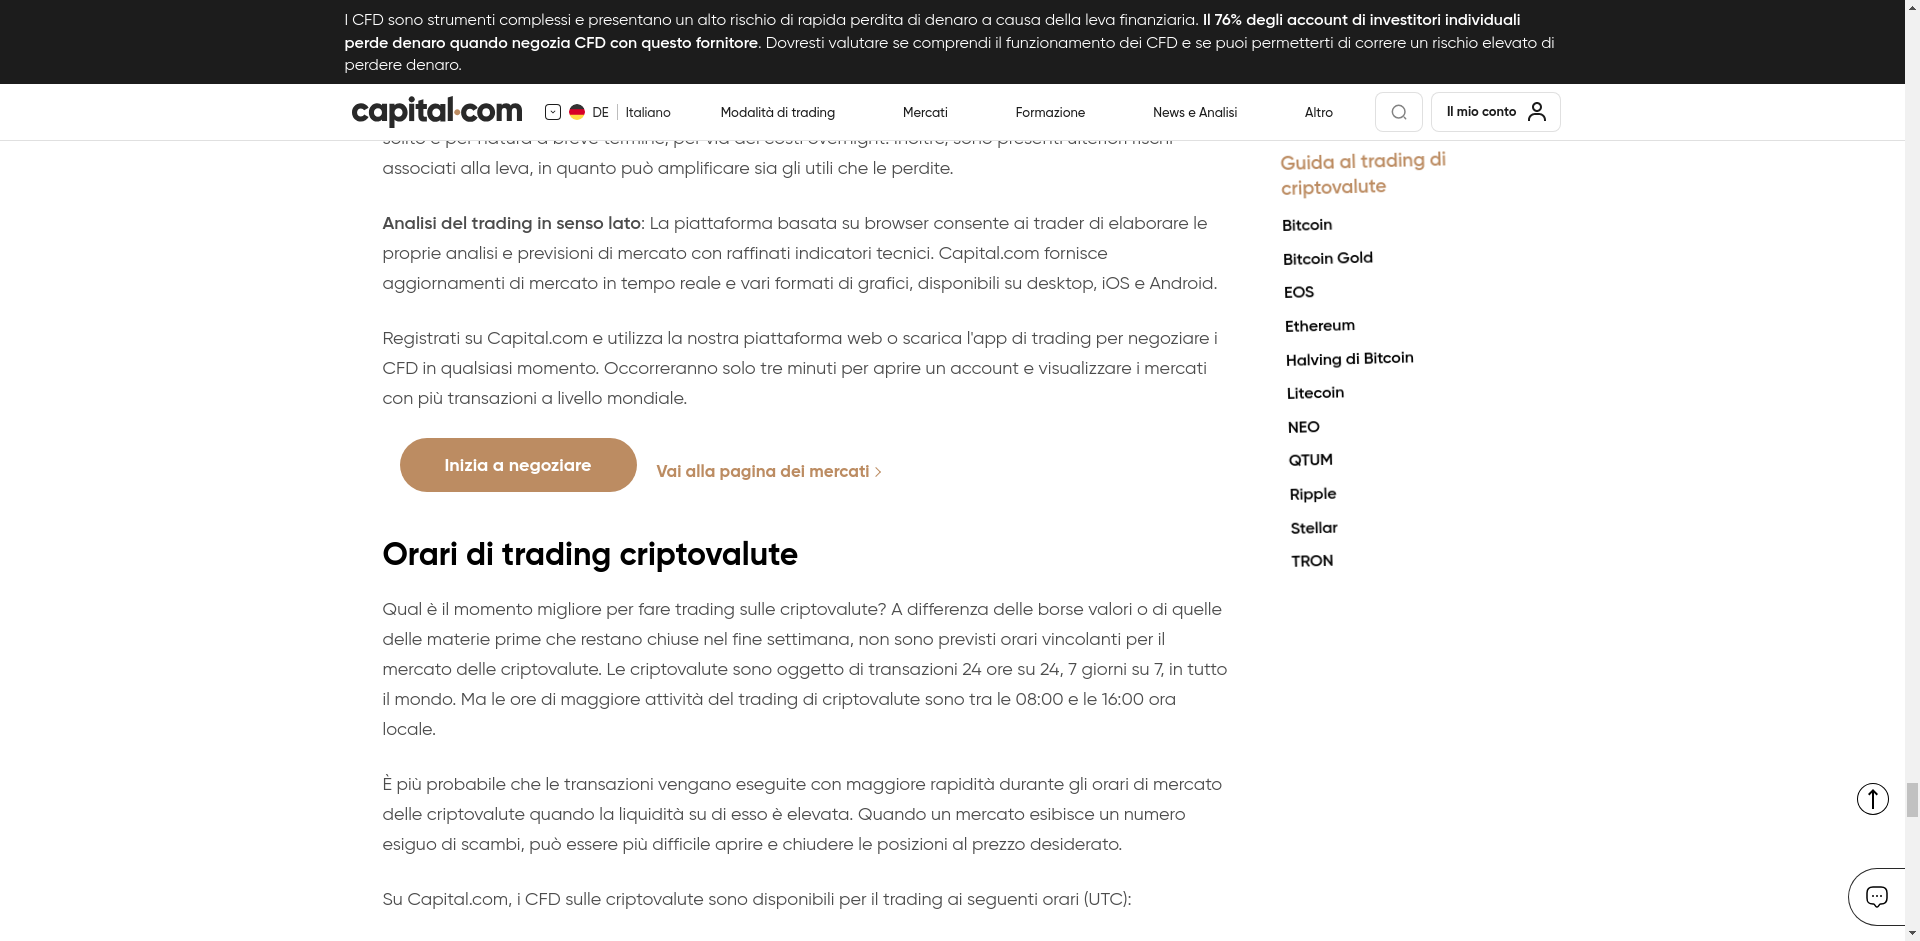 I CFD sono strumenti complessi e presentano un alto rischio di rapida perdita di denaro a causa della leva finanziaria. Il 76% degli account di investitori individuali
perde denaro quando negozia CFD con questo fornitore. Dovresti valutare se comprendi il funzionamento dei CFD e se puoi permetterti di correre un rischio elevato di
perdere denaro.
capital.com
DE | Italiano
Modalità di trading
Mercati
Formazione
News e Analisi
Altro
Il mio conto
solito è per natura a breve termine, per via dei costi overnight. Inoltre, sono presenti ulteriori rischi
associati alla leva, in quanto può amplificare sia gli utili che le perdite.
Analisi del trading in senso lato: La piattaforma basata su browser consente ai trader di elaborare le
proprie analisi e previsioni di mercato con raffinati indicatori tecnici. Capital.com fornisce
aggiornamenti di mercato in tempo reale e vari formati di grafici, disponibili su desktop, iOS e Android.
Registrati su Capital.com e utilizza la nostra piattaforma web o scarica l'app di trading per negoziare i
CFD in qualsiasi momento. Occorreranno solo tre minuti per aprire un account e visualizzare i mercati
con più transazioni a livello mondiale.
Inizia a negoziare
Vai alla pagina dei mercati
Orari di trading criptovalute
Qual è il momento migliore per fare trading sulle criptovalute? A differenza delle borse valori o di quelle
delle materie prime che restano chiuse nel fine settimana, non sono previsti orari vincolanti per il
mercato delle criptovalute. Le criptovalute sono oggetto di transazioni 24 ore su 24, 7 giorni su 7, in tutto
il mondo. Ma le ore di maggiore attività del trading di criptovalute sono tra le 08:00 e le 16:00 ora
locale.
È più probabile che le transazioni vengano eseguite con maggiore rapidità durante gli orari di mercato
delle criptovalute quando la liquidità su di esso è elevata. Quando un mercato esibisce un numero
esiguo di scambi, può essere più difficile aprire e chiudere le posizioni al prezzo desiderato.
Su Capital.com, i CFD sulle criptovalute sono disponibili per il trading ai seguenti orari (UTC):
Guida al trading di
criptovalute
Bitcoin
Bitcoin Gold
EOS
Ethereum
Halving di Bitcoin
Litecoin
NEO
QTUM
Ripple
Stellar
TRON